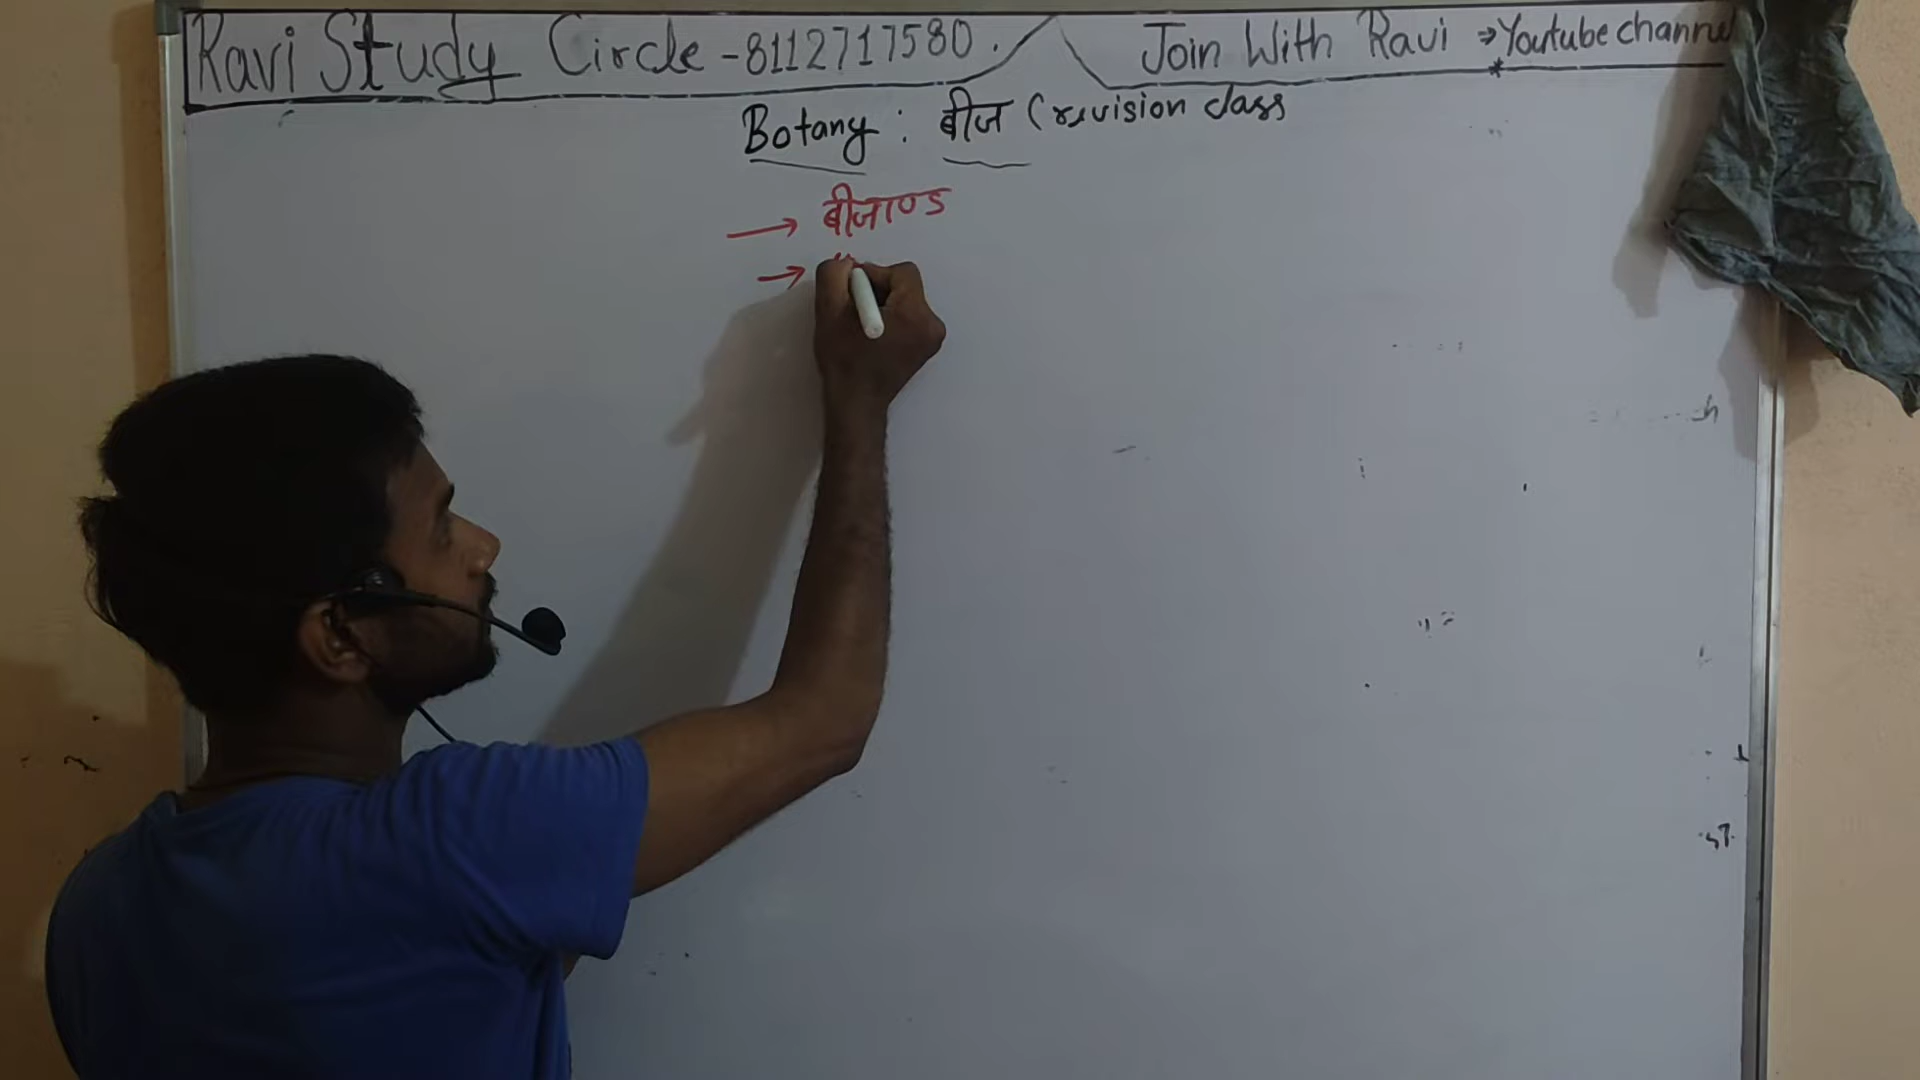 Ravi Study Circle - 8112717580. Join With Ravi ⇒ Youtube channel
Botany : बीज (revision class
→ बीजाण्ड
→